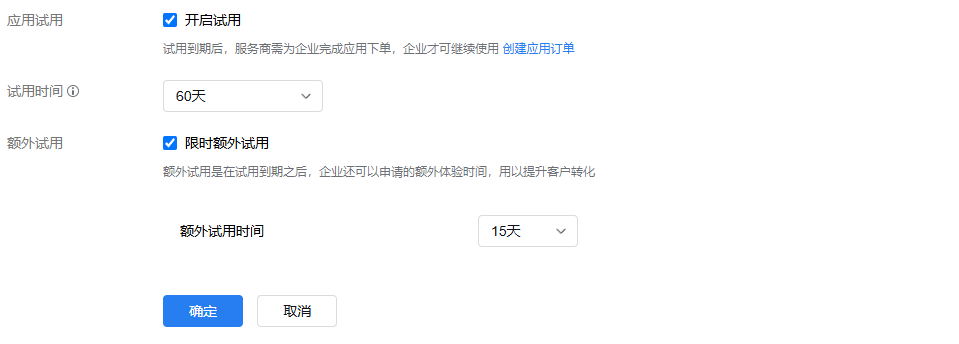 应用试用
开启试用
试用到期后，服务商需为企业完成应用下单，企业才可继续使用 创建应用订单
试用时间
60天
额外试用
限时额外试用
额外试用是在试用到期之后，企业还可以申请的额外体验时间，用以提升客户转化
额外试用时间
15天
确定
取消